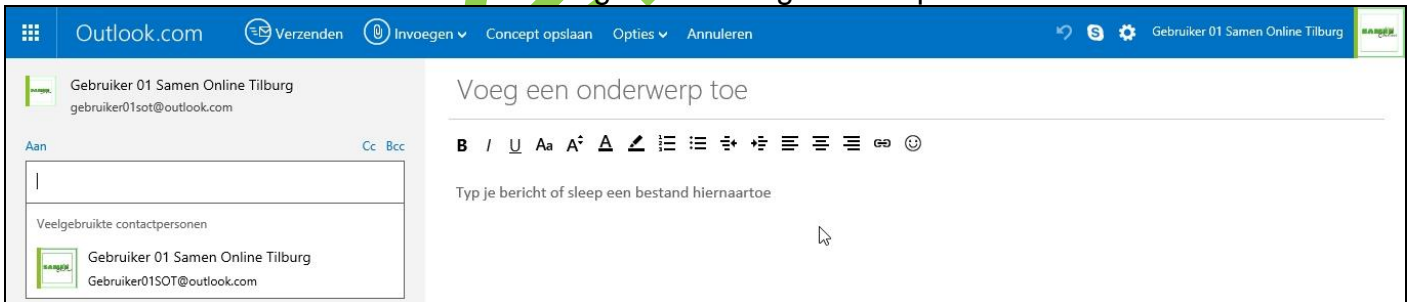 Outlook.com Verzenden Invoegen Concept opslaan Opties Annuleren Gebruiker 01 Samen Online Tilburg
Gebruiker 01 Samen Online Tilburg
gebruiker01sot@outlook.com
Aan Cc Bcc
Veelgebruikte contactpersonen
Gebruiker 01 Samen Online Tilburg
Gebruiker01SOT@outlook.com
Voeg een onderwerp toe
B I U Aa A A
Typ je bericht of sleep een bestand hiernaartoe